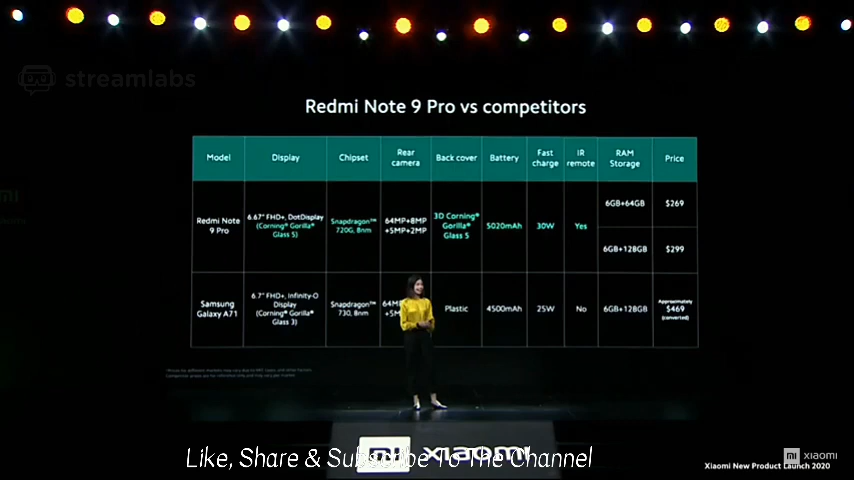 streamlabs
Redmi Note 9 Pro vs competitors
Model Display Chipset Rear camera Back cover Battery Fast charge IR remote RAM Storage Price
Redmi Note 9 Pro 6.67" FHD+, DotDisplay (Corning® Gorilla® Glass 5) Snapdragon™ 720G, 8nm 64MP+8MP +5MP+2MP 3D Corning® Gorilla® Glass 5 5020mAh 30W Yes 6GB+64GB $269
6GB+128GB $299
Samsung Galaxy A71 6.7" FHD+, Infinity-O Display (Corning® Gorilla® Glass 3) Snapdragon™ 730, 8nm Plastic 4500mAh 25W No 6GB+128GB Approximately $469 (converted)
mi xiaomi
Like, Share & Subscribe To The Channel
mi xiaomi
Xiaomi New Product Launch 2020